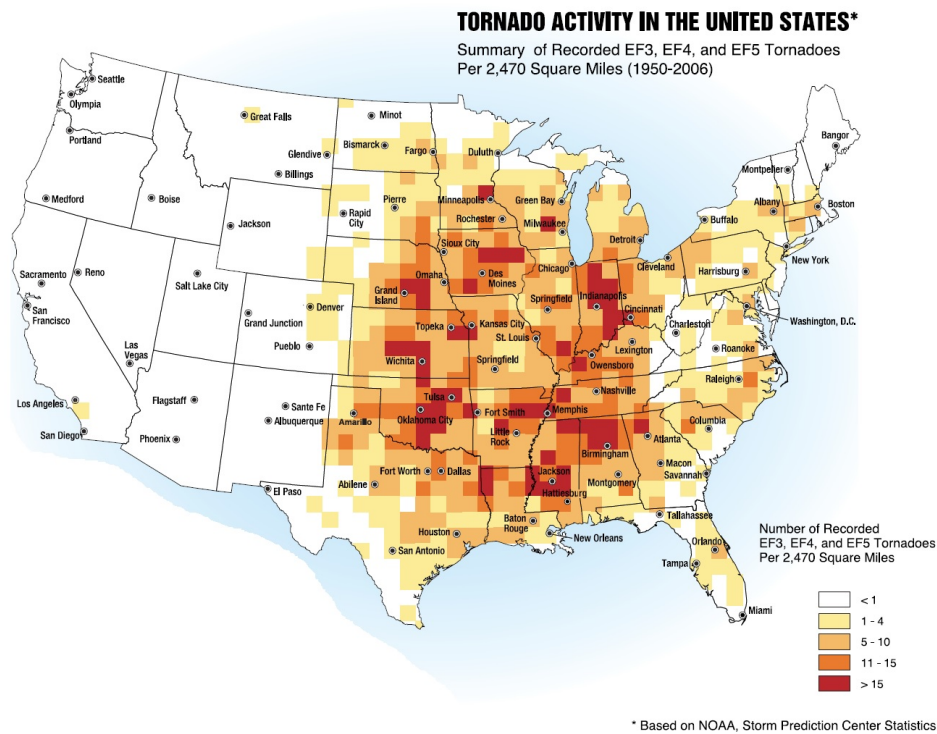 TORNADO ACTIVITY IN THE UNITED STATES*
Summary of Recorded EF3, EF4, and EF5 Tornadoes
Per 2,470 Square Miles (1950-2006)
Seattle
Olympia
Portland
Great Falls
Minot
Bangor
Glendive
Bismarck
Fargo
Duluth
Montpelier
Billings
Medford
Boise
Jackson
Rapid
City
Pierre
Minneapolis
Rochester
Green Bay
Milwaukee
Buffalo
Albany
Boston
Sioux City
Detroit
Cleveland
New York
Sacramento
Reno
Salt Lake City
Omaha
Des
Moines
Chicago
Harrisburg
San
Francisco
Grand
Island
Springfield
Indianapolis
Cincinnati
Denver
Grand Junction
Topeka
Kansas City
St. Louis
Charleston
Washington, D.C.
Las
Vegas
Pueblo
Wichita
Springfield
Lexington
Owensboro
Roanoke
Raleigh
Los Angeles
Flagstaff
Sante Fe
Albuquerque
Amarillo
Tulsa
Oklahoma City
Fort Smith
Memphis
Nashville
Little
Rock
Columbia
Atlanta
San Diego
Phoenix
Birmingham
Macon
Fort Worth
Dallas
Jackson
Montgomery
Savannah
El Paso
Abilene
Hattiesburg
Tallahassee
Houston
Baton
Rouge
New Orleans
San Antonio
Orlando
Tampa
Miami
Number of Recorded
EF3, EF4, and EF5 Tornadoes
Per 2,470 Square Miles
< 1
1 - 4
5 - 10
11 - 15
> 15
* Based on NOAA, Storm Prediction Center Statistics